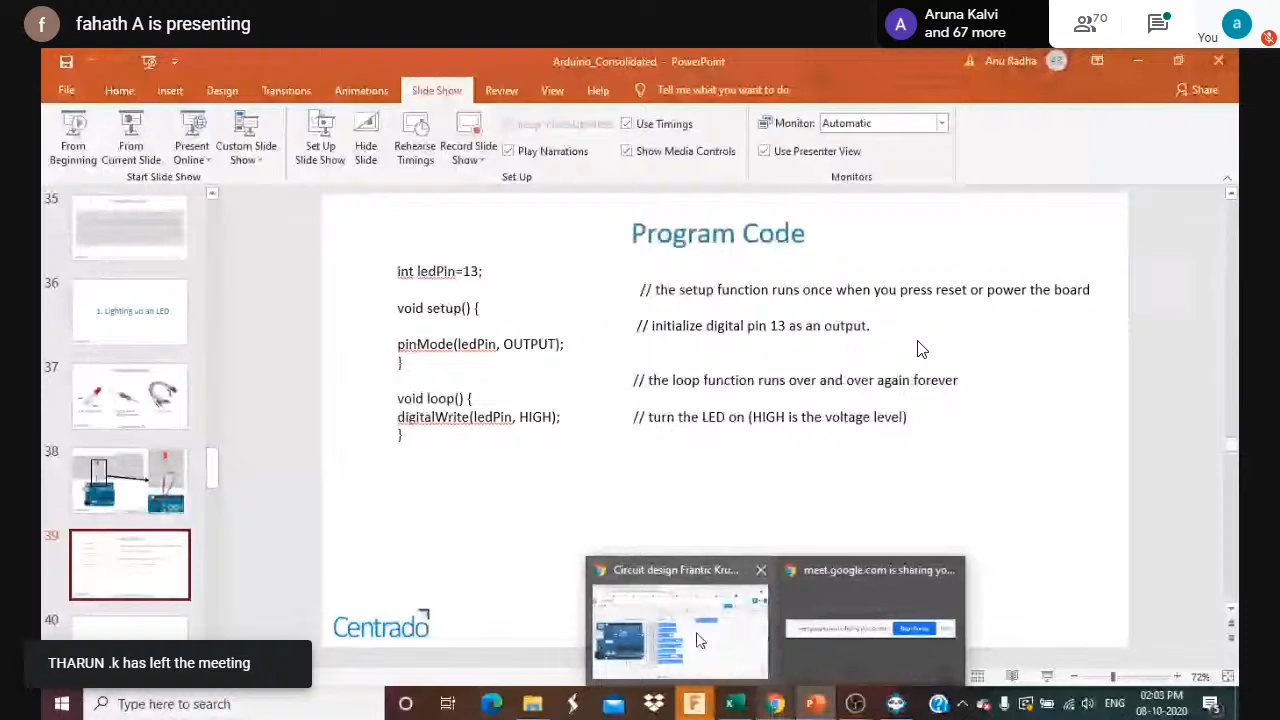 f fahath A is presenting
A Aruna Kalvi
and 67 more
70
You
a
Arduino_Consolidated – PowerPoint
Anu Radha
File Home Insert Design Transitions Animations Slide Show Review View Help Tell me what you want to do Share
From Beginning
From Current Slide
Present Online
Custom Slide Show
Start Slide Show
Set Up Slide Show
Hide Slide
Rehearse Timings
Record Slide Show
Play Narrations
Use Timings
Show Media Controls
Set Up
Monitor: Automatic
Use Presenter View
Monitors
35
36
1. Lighting up an LED
37
38
39
40
Program Code
int ledPin=13;
// the setup function runs once when you press reset or power the board
void setup() {
// initialize digital pin 13 as an output.
pinMode(ledPin, OUTPUT);
}
// the loop function runs over and over again forever
void loop() {
digitalWrite(ledPin, HIGH);
// turn the LED on (HIGH is the voltage level)
}
Centrado
Circuit design Frantic Kru...
meet.google.com is sharing yo...
THARUN .k has left the meeting
72%
Type here to search
ENG
02:03 PM
08-10-2020